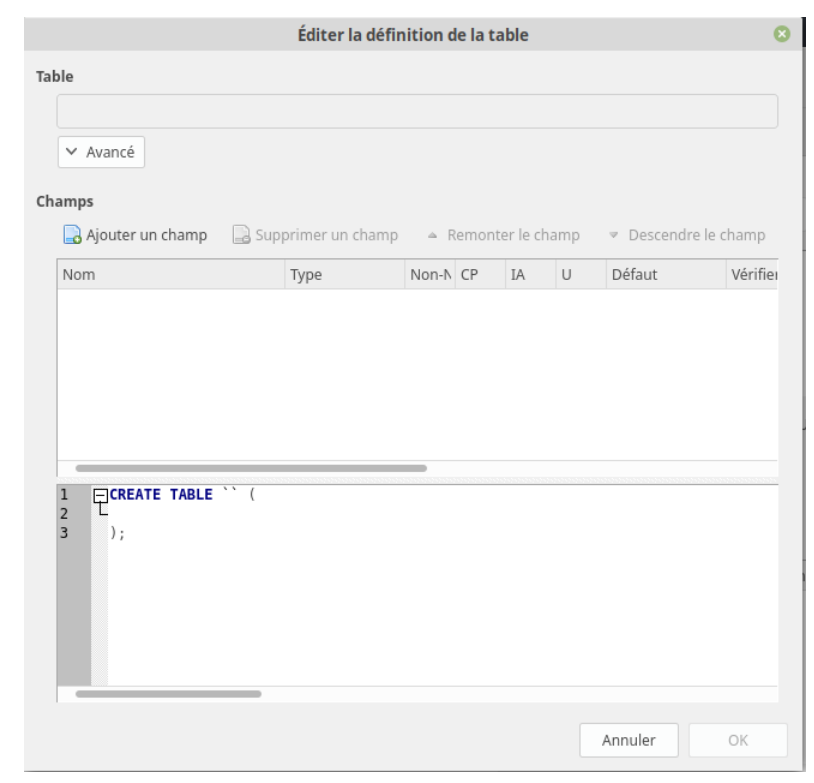 Éditer la définition de la table
Table
Avancé
Champs
Ajouter un champ Supprimer un champ Remonter le champ Descendre le champ
Nom Type Non-N CP IA U Défaut Vérifier
1 CREATE TABLE `` (
2
3 );
Annuler OK